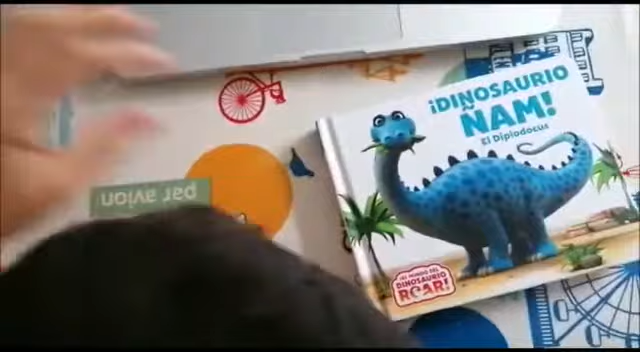 ¡DINOSAURIO
ÑAM!
El Diplodocus
¡EL MUNDO DEL
DINOSAURIO
ROAR!
par avion